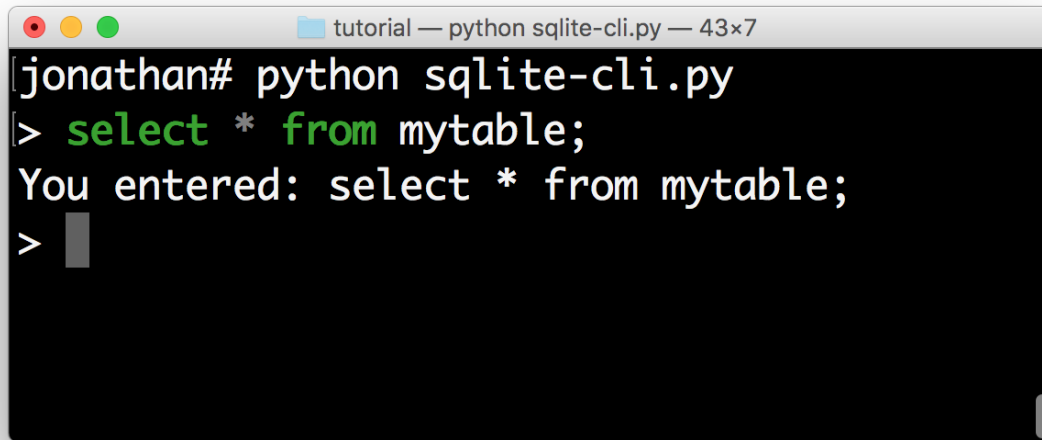 tutorial — python sqlite-cli.py — 43×7
[jonathan# python sqlite-cli.py
[> select * from mytable;
You entered: select * from mytable;
>